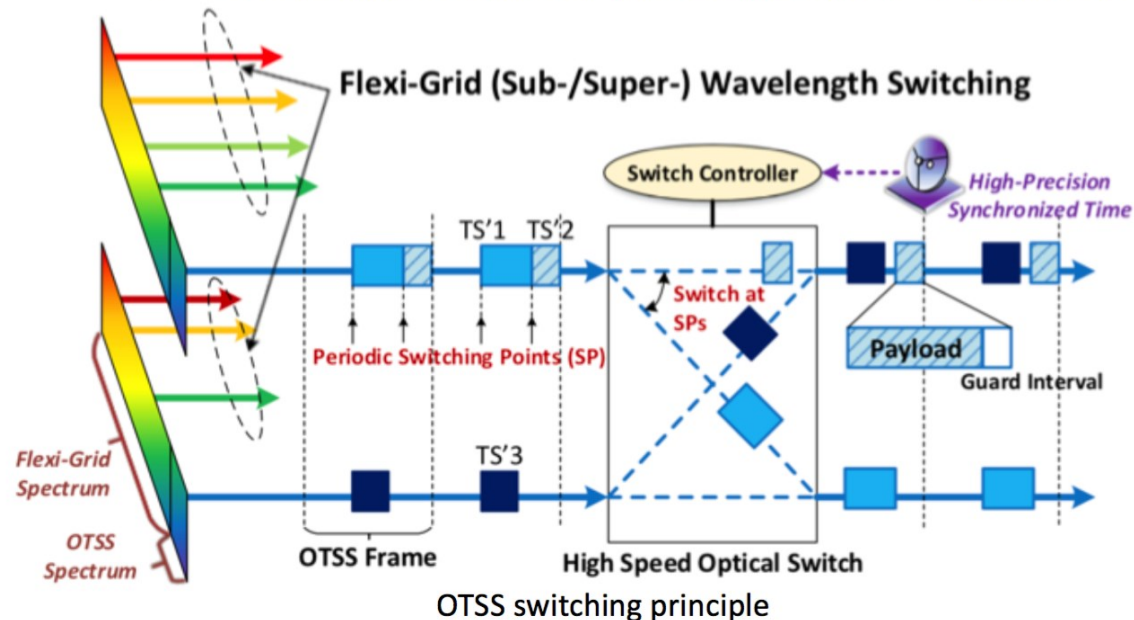 Flexi-Grid (Sub-/Super-) Wavelength Switching
Switch Controller
High-Precision
Synchronized Time
TS'1
TS'2
Switch at
SPs
Periodic Switching Points (SP)
Payload
Guard Interval
Flexi-Grid
Spectrum
TS'3
OTSS
Spectrum
OTSS Frame
High Speed Optical Switch
OTSS switching principle